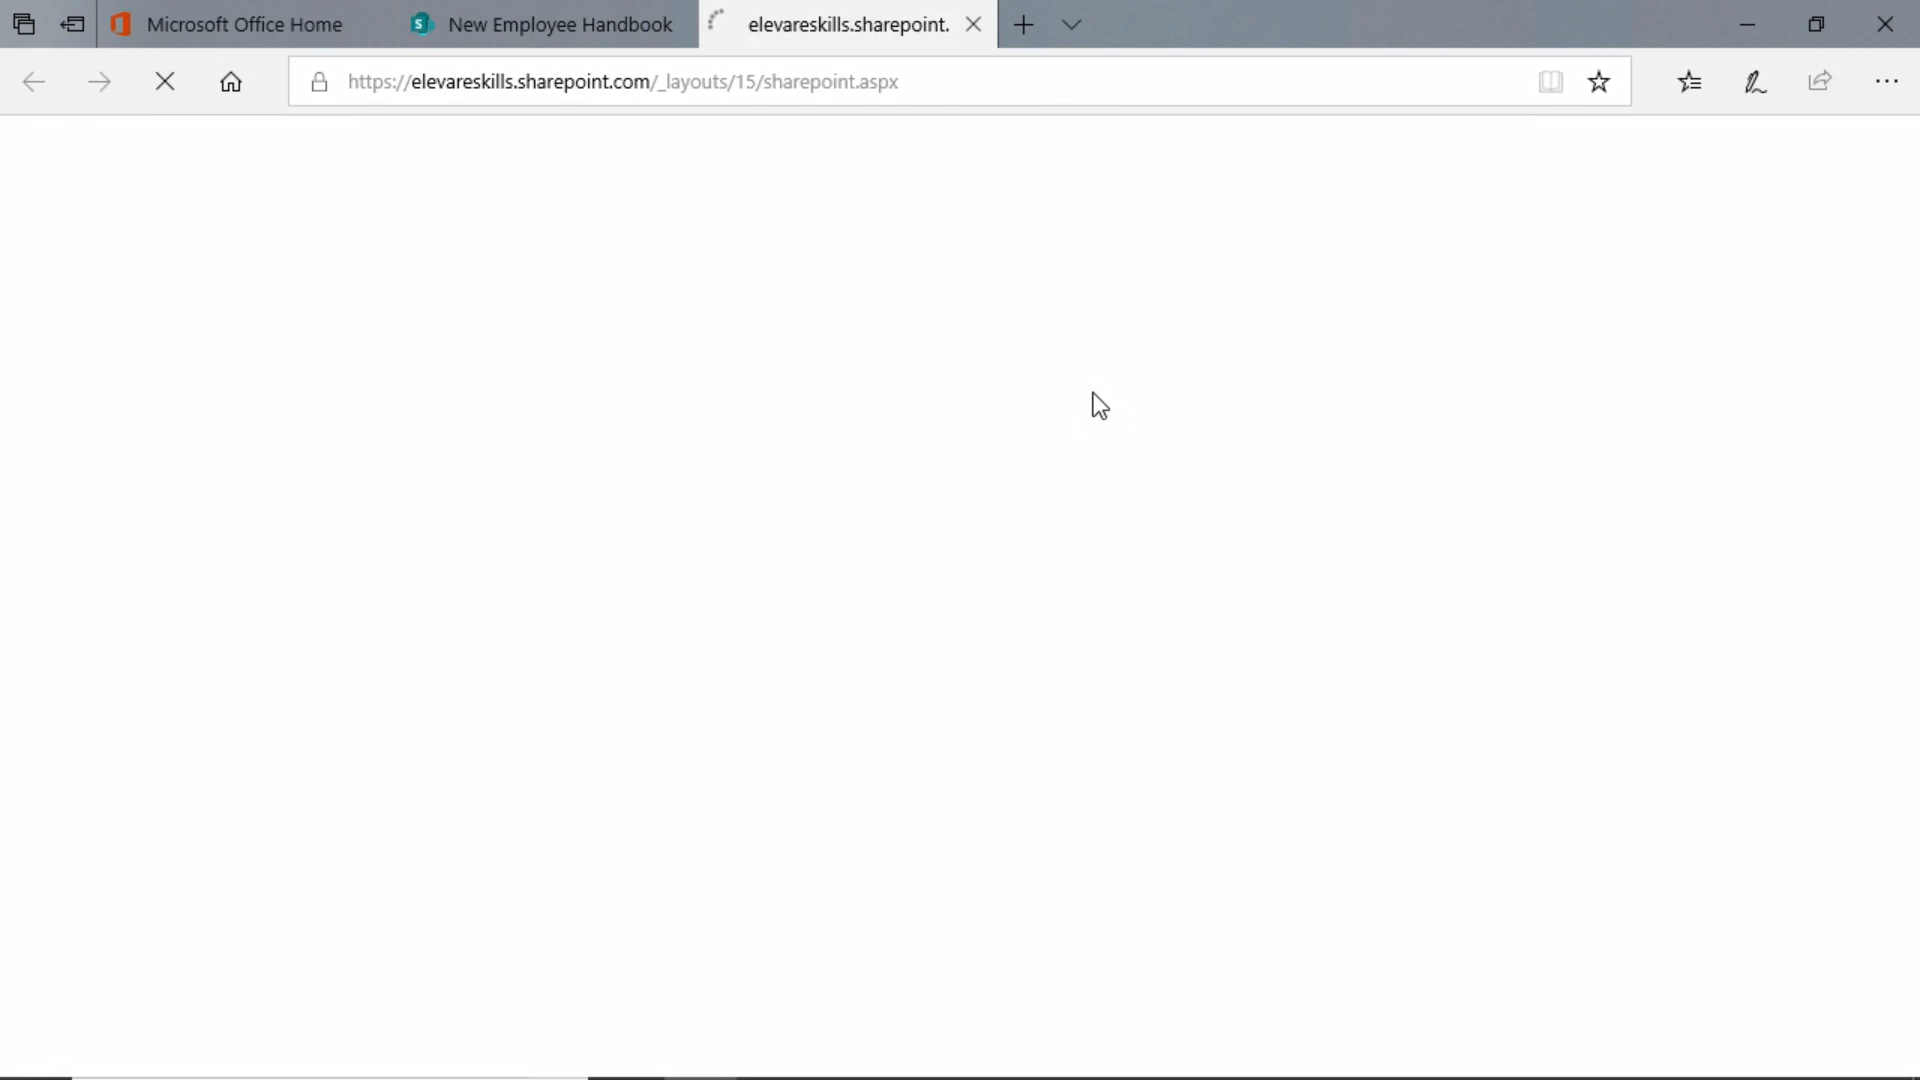 Microsoft Office Home
New Employee Handbook
elevareskills.sharepoint.
https://elevareskills.sharepoint.com/_layouts/15/sharepoint.aspx